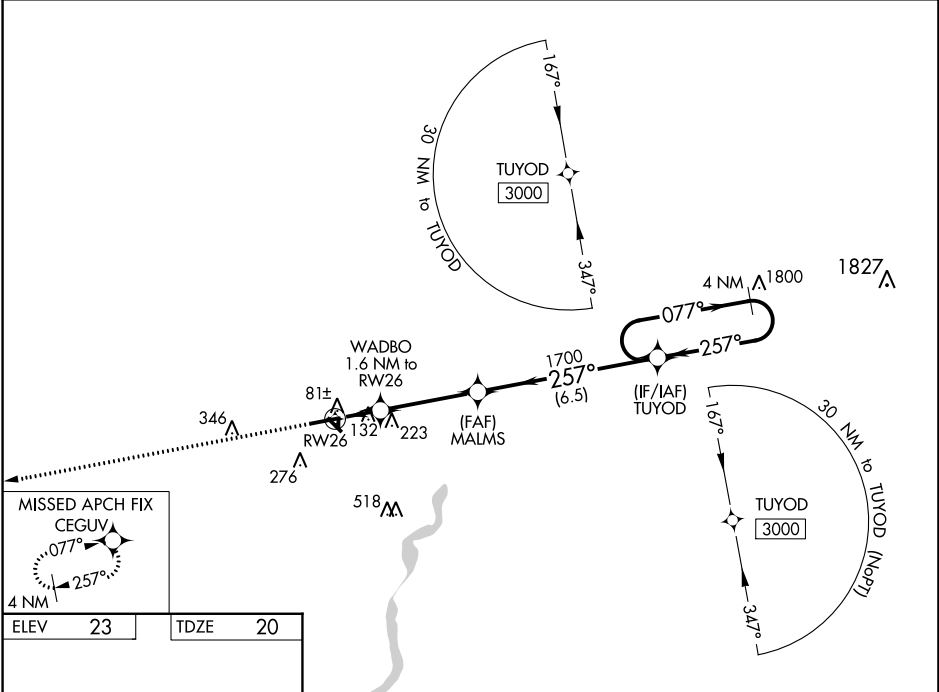 167°
30 NM to TUYOD
TUYOD
3000
347°
1827
4 NM
1800
077°
257°
WADBO
1.6 NM to
RW26
1700
257°
(6.5)
(IF/IAF)
TUYOD
(FAF)
MALMS
81±
346
132
223
RW26
276
518
167°
30 NM to TUYOD (NoPT)
TUYOD
3000
347°
MISSED APCH FIX
CEGUV
077°
257°
4 NM
ELEV 23
TDZE 20